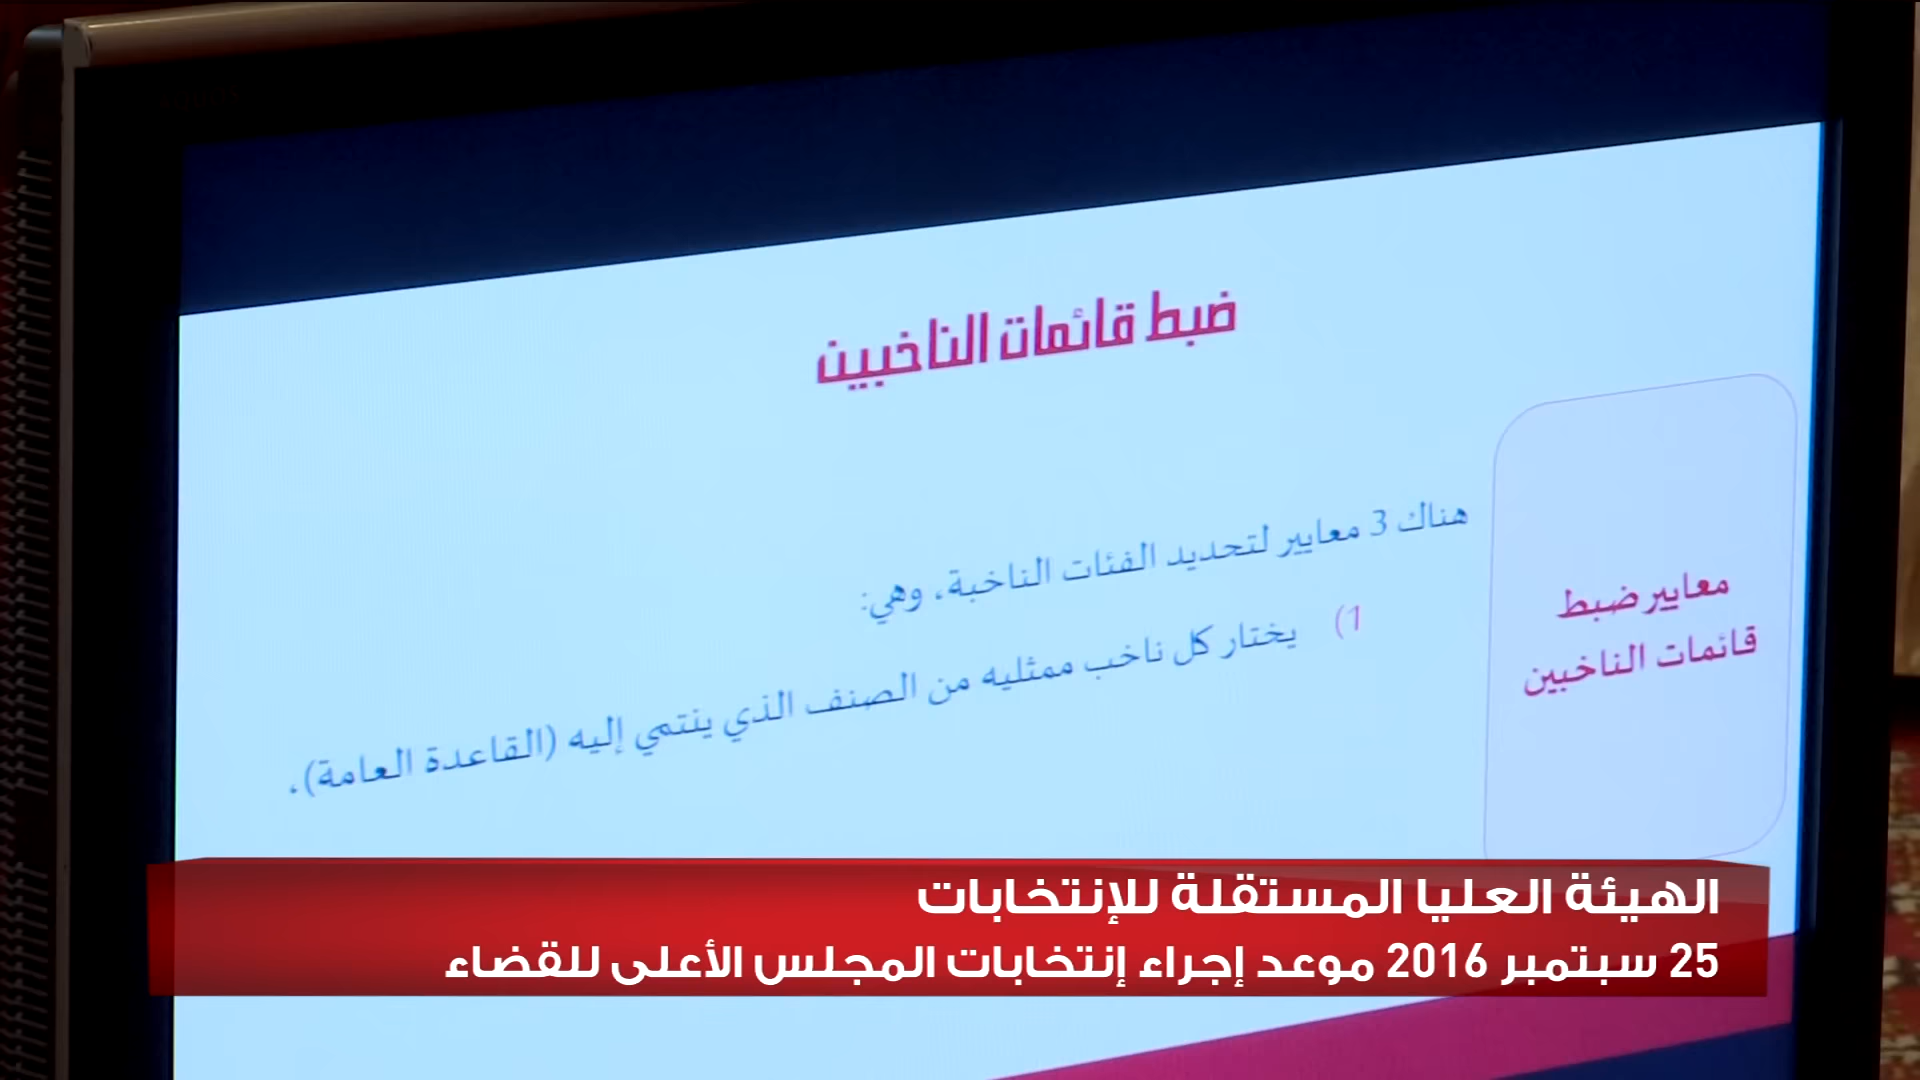 ضبط قائمات الناخبين
هناك 3 معايير لتحديد الفئات الناخبة، وهي:
1) يختار كل ناخب ممثليه من الصنف الذي ينتمي إليه (القاعدة العامة)،
معايير ضبط
قائمات الناخبين
الهيئة العليا المستقلة للإنتخابات
25 سبتمبر 2016 موعد إجراء إنتخابات المجلس الأعلى للقضاء